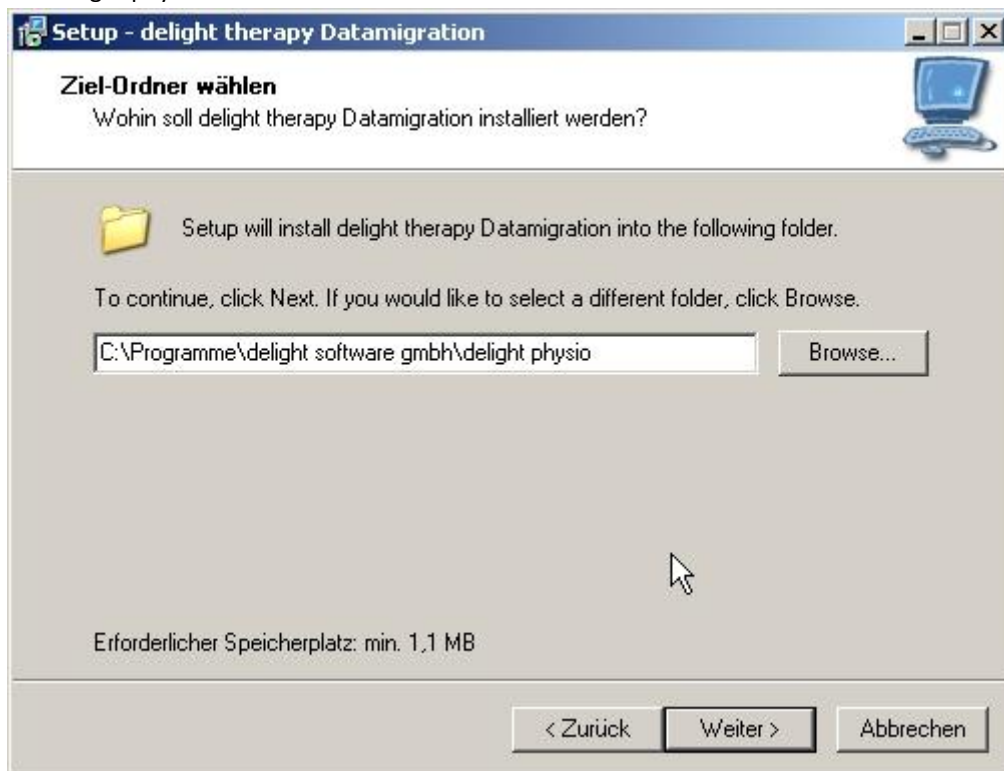 Setup - delight therapy Datamigration
Ziel-Ordner wählen
Wohin soll delight therapy Datamigration installiert werden?
Setup will install delight therapy Datamigration into the following folder.
To continue, click Next. If you would like to select a different folder, click Browse.
C:\Programme\delight software gmbh\delight physio
Browse...
Erforderlicher Speicherplatz: min. 1,1 MB
< Zurück
Weiter >
Abbrechen